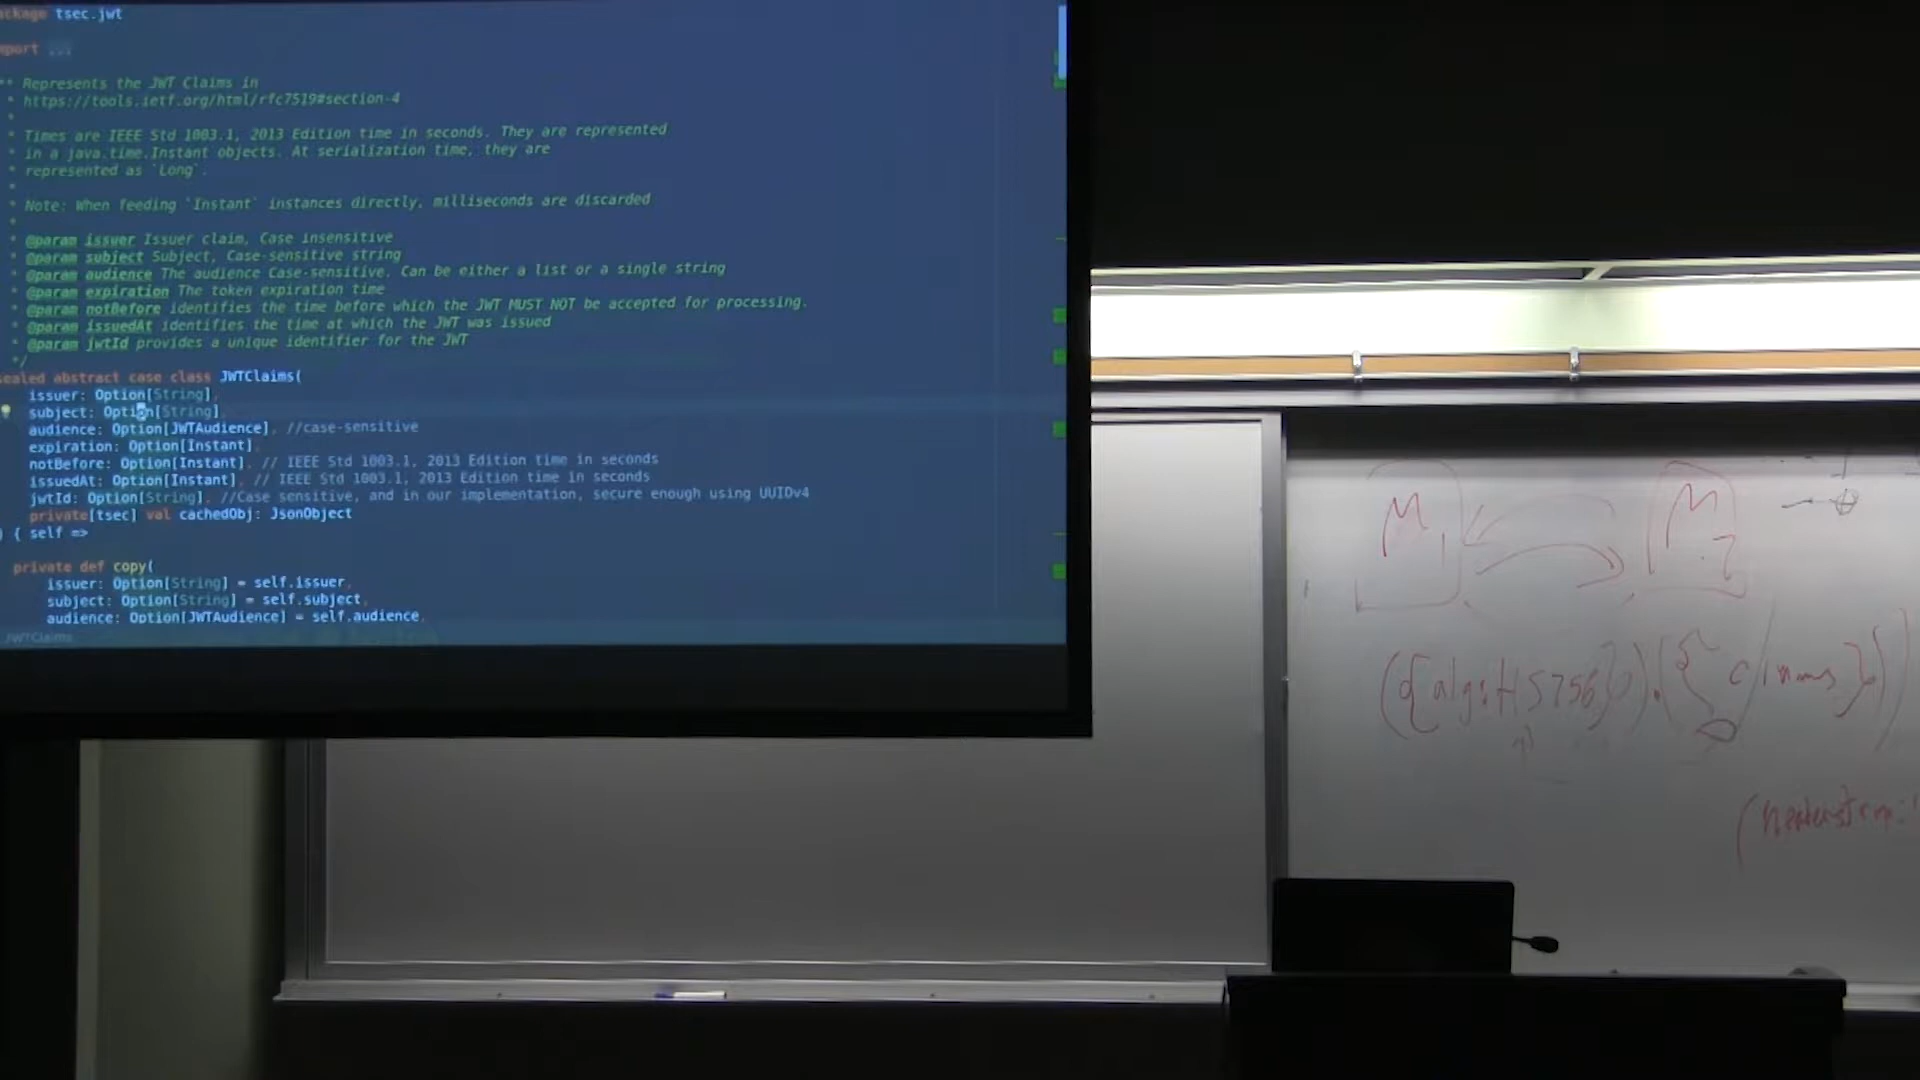 ackage tsec.jwt
mport ...
** Represents the JWT Claims in
* https://tools.ietf.org/html/rfc7519#section-4
*
* Times are IEEE Std 1003.1, 2013 Edition time in seconds. They are represented
* in a java.time.Instant objects. At serialization time, they are
* represented as `Long`.
*
* Note: When feeding `Instant` instances directly, milliseconds are discarded
*
* @param issuer Issuer claim, Case insensitive
* @param subject Subject, Case-sensitive string
* @param audience The audience Case-sensitive. Can be either a list or a single string
* @param expiration The token expiration time
* @param notBefore identifies the time before which the JWT MUST NOT be accepted for processing.
* @param issuedAt identifies the time at which the JWT was issued
* @param jwtId provides a unique identifier for the JWT
*/
sealed abstract case class JWTClaims(
issuer: Option[String],
subject: Option[String],
audience: Option[JWTAudience], //case-sensitive
expiration: Option[Instant],
notBefore: Option[Instant], // IEEE Std 1003.1, 2013 Edition time in seconds
issuedAt: Option[Instant], // IEEE Std 1003.1, 2013 Edition time in seconds
jwtId: Option[String], //Case sensitive, and in our implementation, secure enough using UUIDv4
private[tsec] val cachedObj: JsonObject
) { self =>
private def copy(
issuer: Option[String] = self.issuer,
subject: Option[String] = self.subject,
audience: Option[JWTAudience] = self.audience,
JWTClaims
M1 M2
({alg: HS256}).({claims})